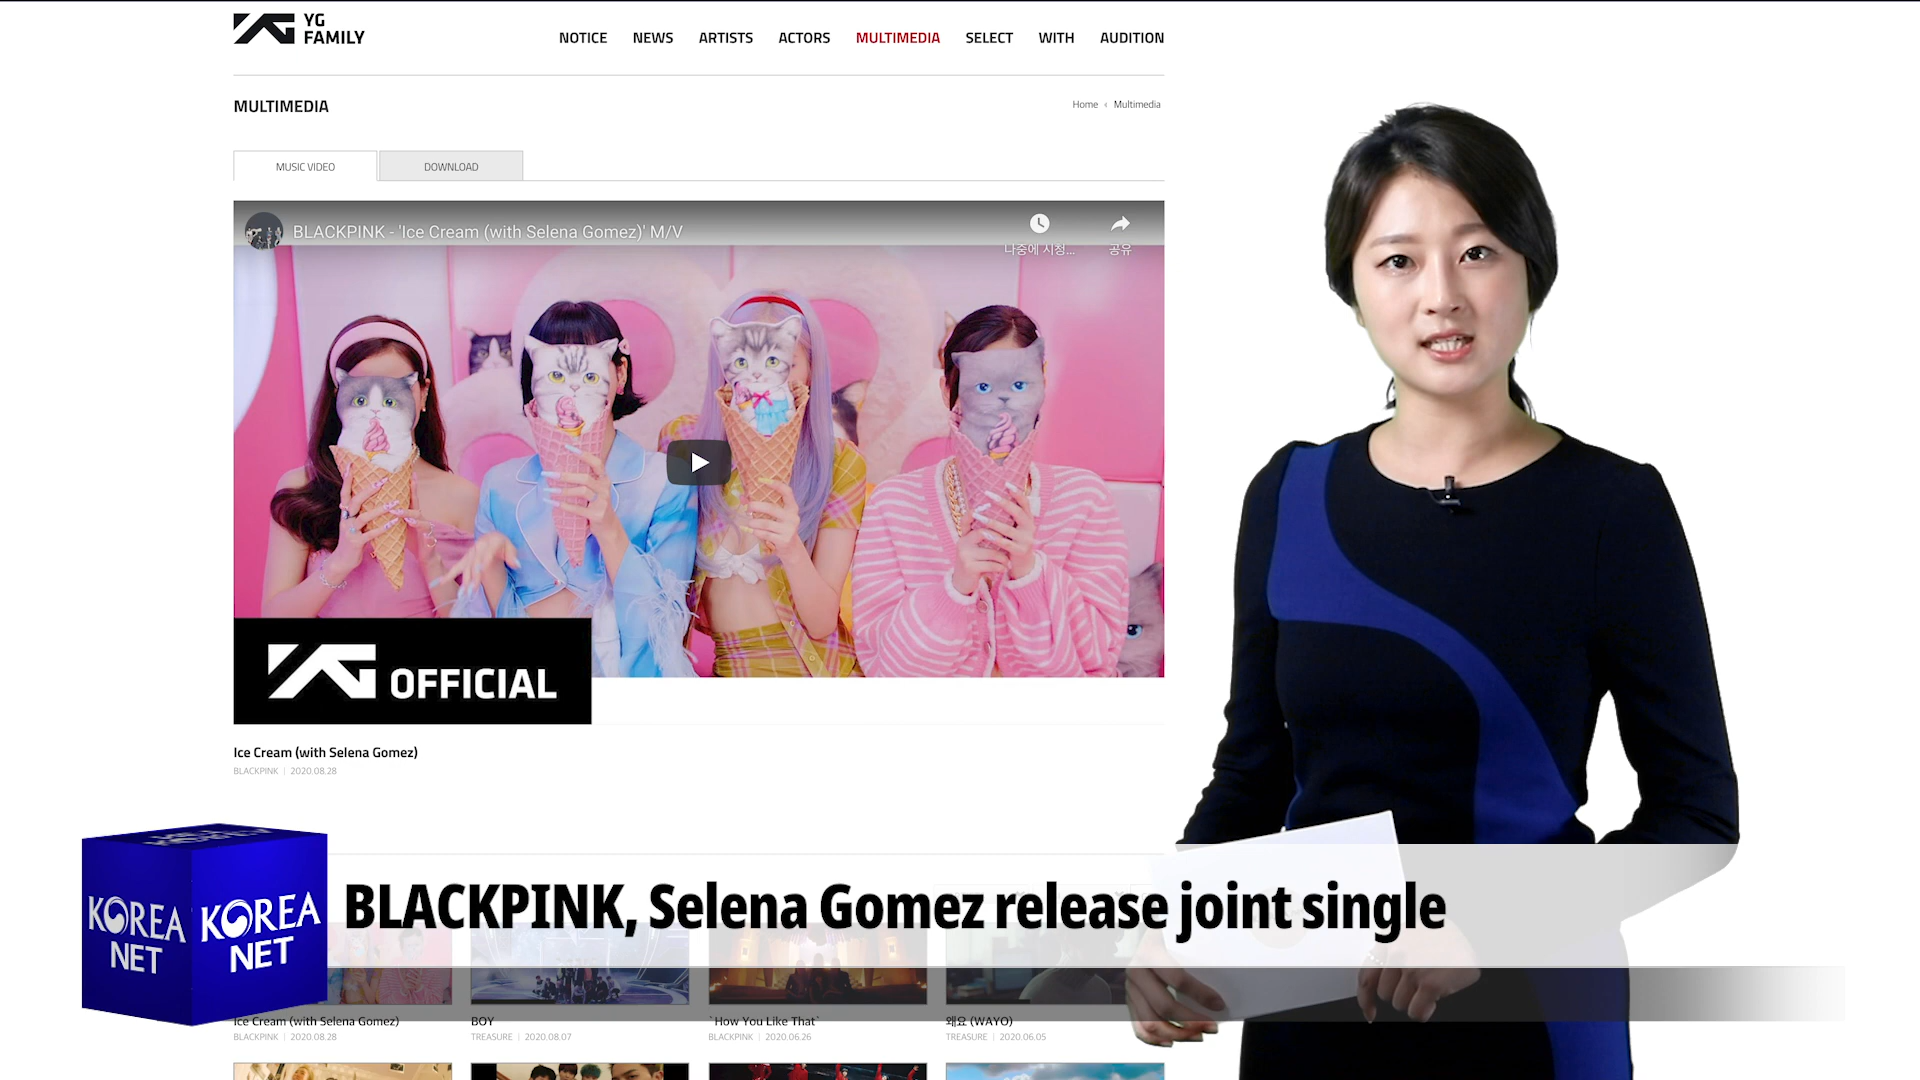 YG
FAMILY
NOTICE NEWS ARTISTS ACTORS MULTIMEDIA SELECT WITH AUDITION
MULTIMEDIA
Home ‹ Multimedia
MUSIC VIDEO DOWNLOAD
BLACKPINK - 'Ice Cream (with Selena Gomez)' M/V
나중에 시청...
공유
YG OFFICIAL
Ice Cream (with Selena Gomez)
BLACKPINK | 2020.08.28
KOREA
NET
KOREA
NET
BLACKPINK, Selena Gomez release joint single
Ice Cream (with Selena Gomez)
BLACKPINK | 2020.08.28
BOY
TREASURE | 2020.08.07
`How You Like That`
BLACKPINK | 2020.06.26
왜요 (WAYO)
TREASURE | 2020.06.05